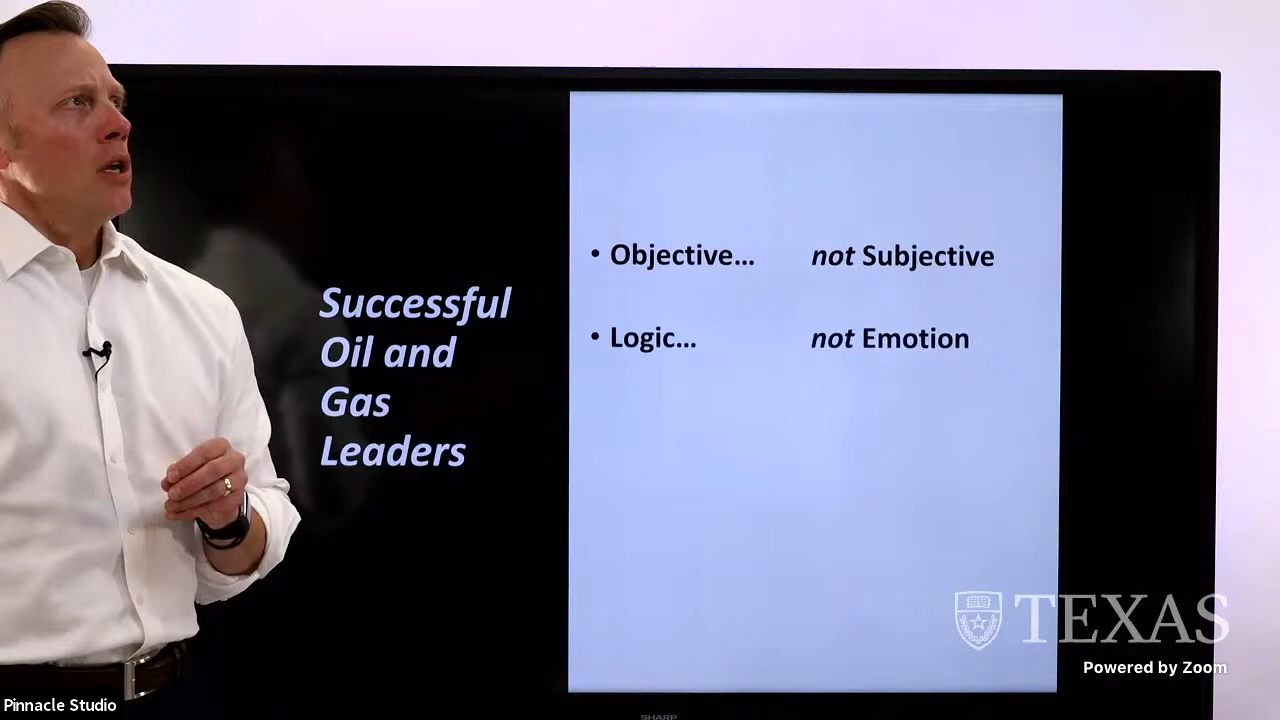 Successful
Oil and
Gas
Leaders
• Objective... not Subjective
• Logic... not Emotion
TEXAS
Powered by Zoom
Pinnacle Studio
SHARP